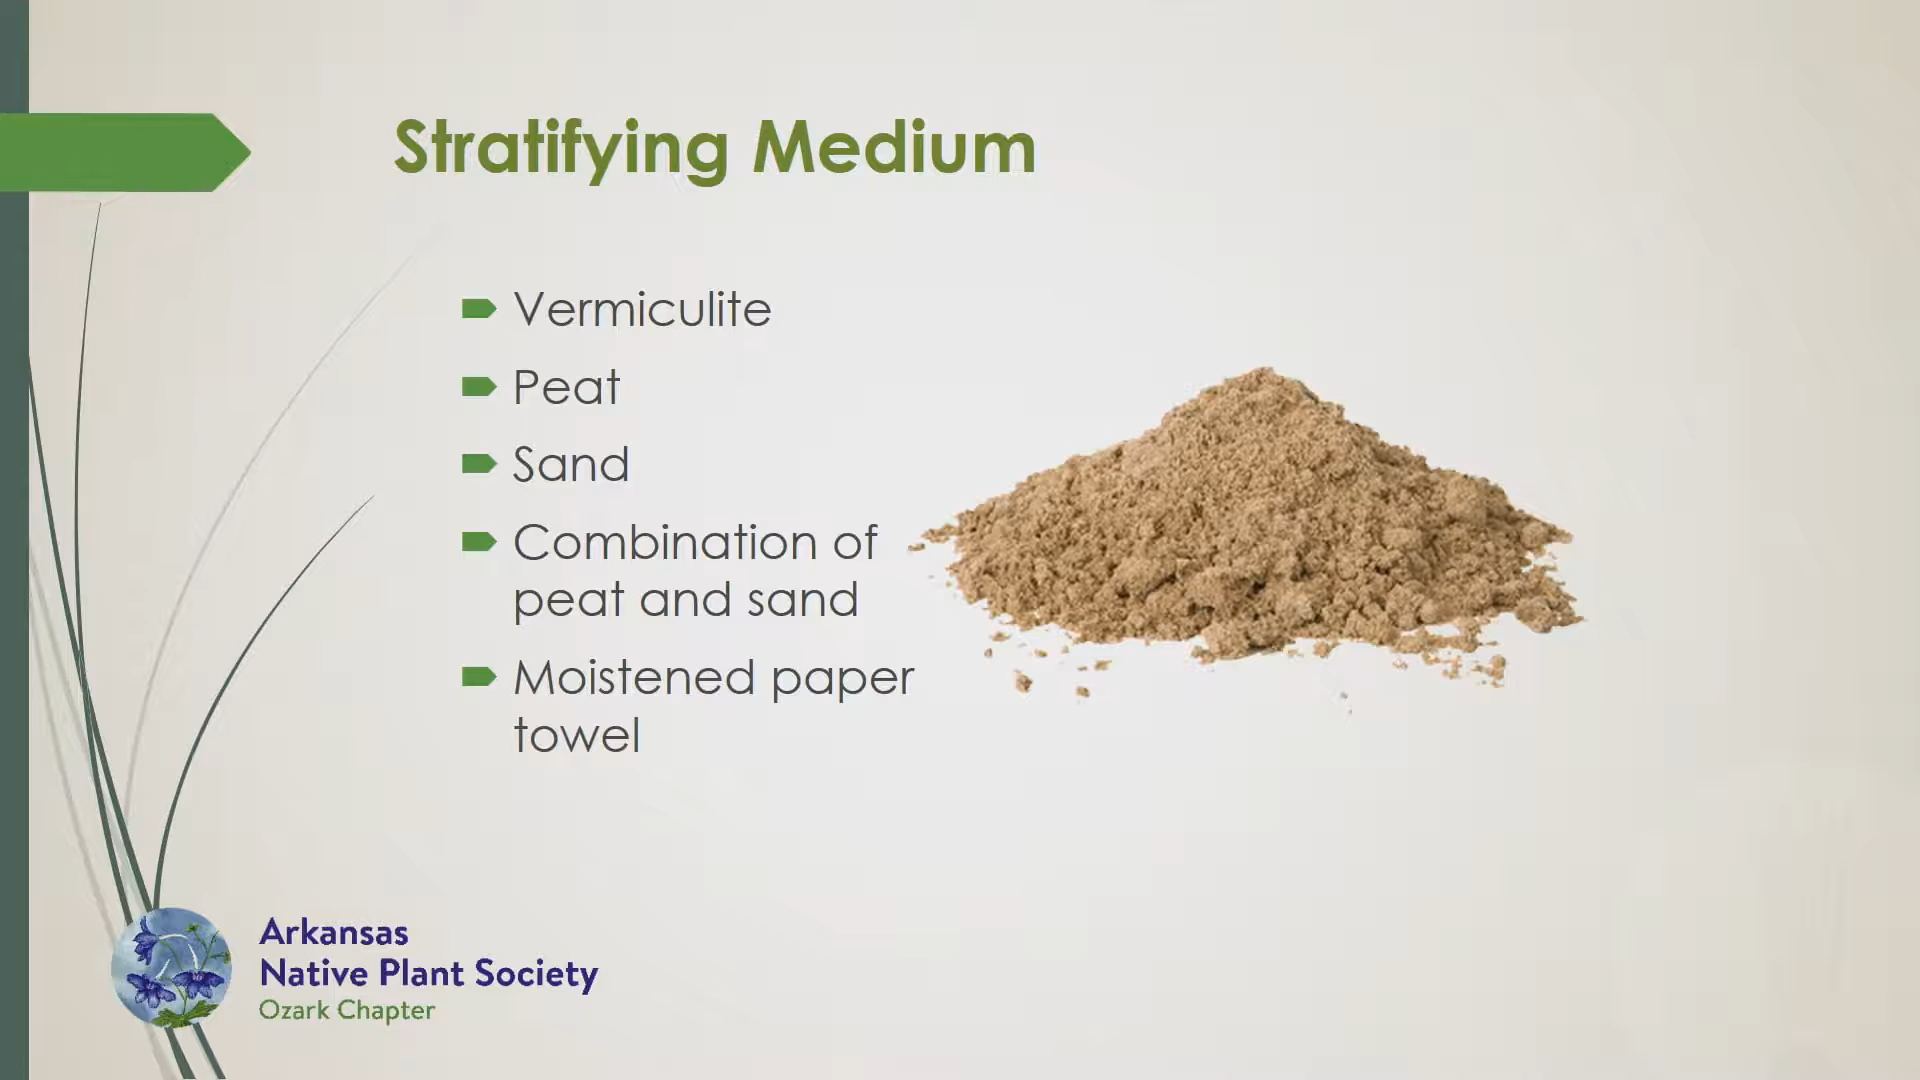 Stratifying Medium
Vermiculite
Peat
Sand
Combination of
peat and sand
Moistened paper
towel
Arkansas
Native Plant Society
Ozark Chapter